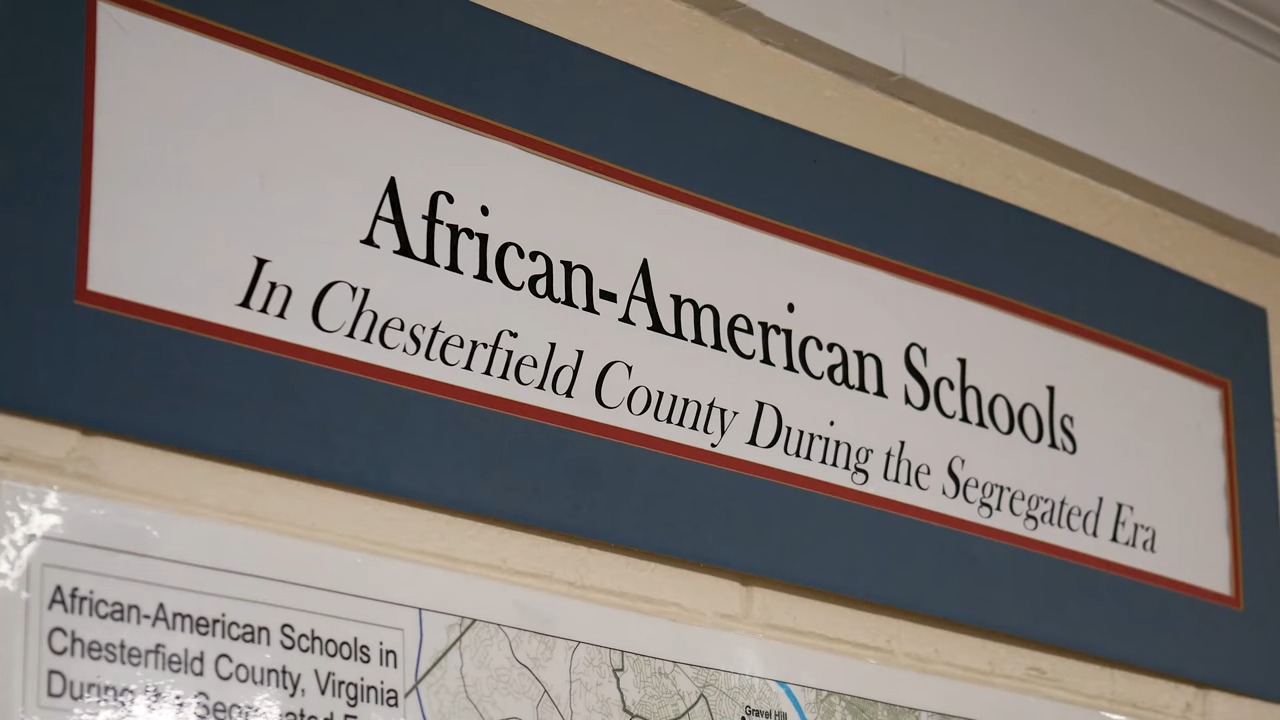 African-American Schools
In Chesterfield County During the Segregated Era
African-American Schools in
Chesterfield County, Virginia
During the Segregated
Gravel Hill